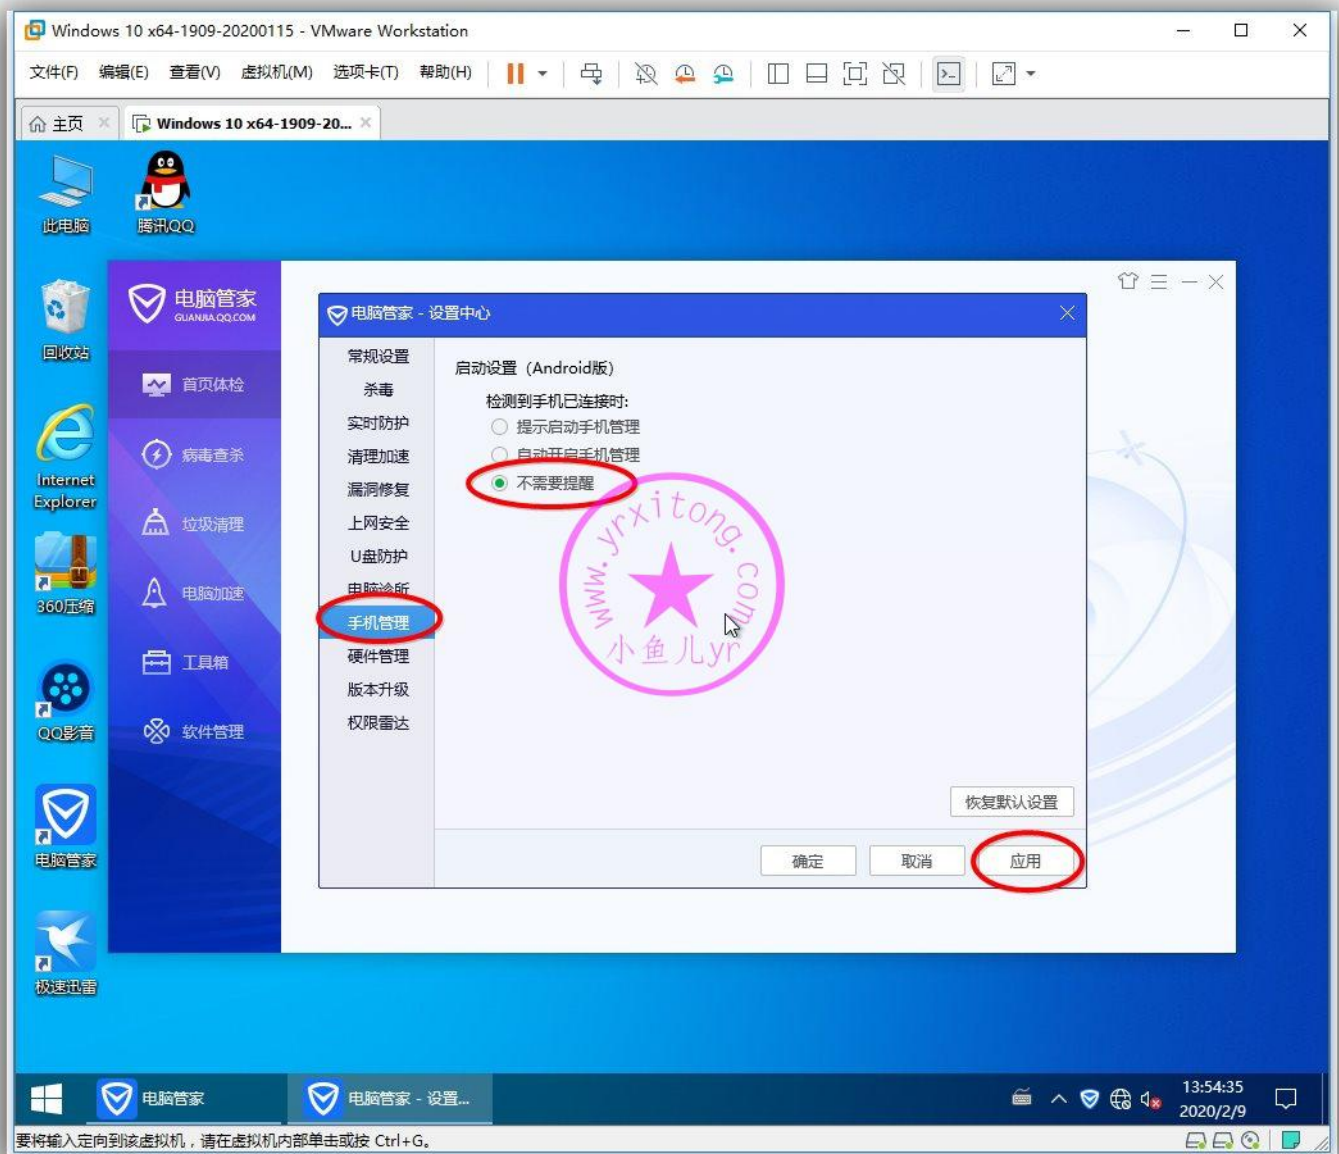 Windows 10 x64-1909-20200115 - VMware Workstation
文件(F) 编辑(E) 查看(V) 虚拟机(M) 选项卡(T) 帮助(H)
主页
Windows 10 x64-1909-20...
此电脑
腾讯QQ
回收站
Internet
Explorer
360压缩
QQ影音
电脑管家
极速迅雷
电脑管家
GUANJIA.QQ.COM
首页体检
病毒查杀
垃圾清理
电脑加速
工具箱
软件管理
电脑管家 - 设置中心
常规设置
杀毒
实时防护
清理加速
漏洞修复
上网安全
U盘防护
电脑诊所
手机管理
硬件管理
版本升级
权限雷达
启动设置（Android版）
检测到手机已连接时:
提示启动手机管理
自动开启手机管理
不需要提醒
www.yrxitong.com
小鱼儿yr
恢复默认设置
确定
取消
应用
电脑管家
电脑管家 - 设置...
13:54:35
2020/2/9
要将输入定向到该虚拟机，请在虚拟机内部单击或按 Ctrl+G。